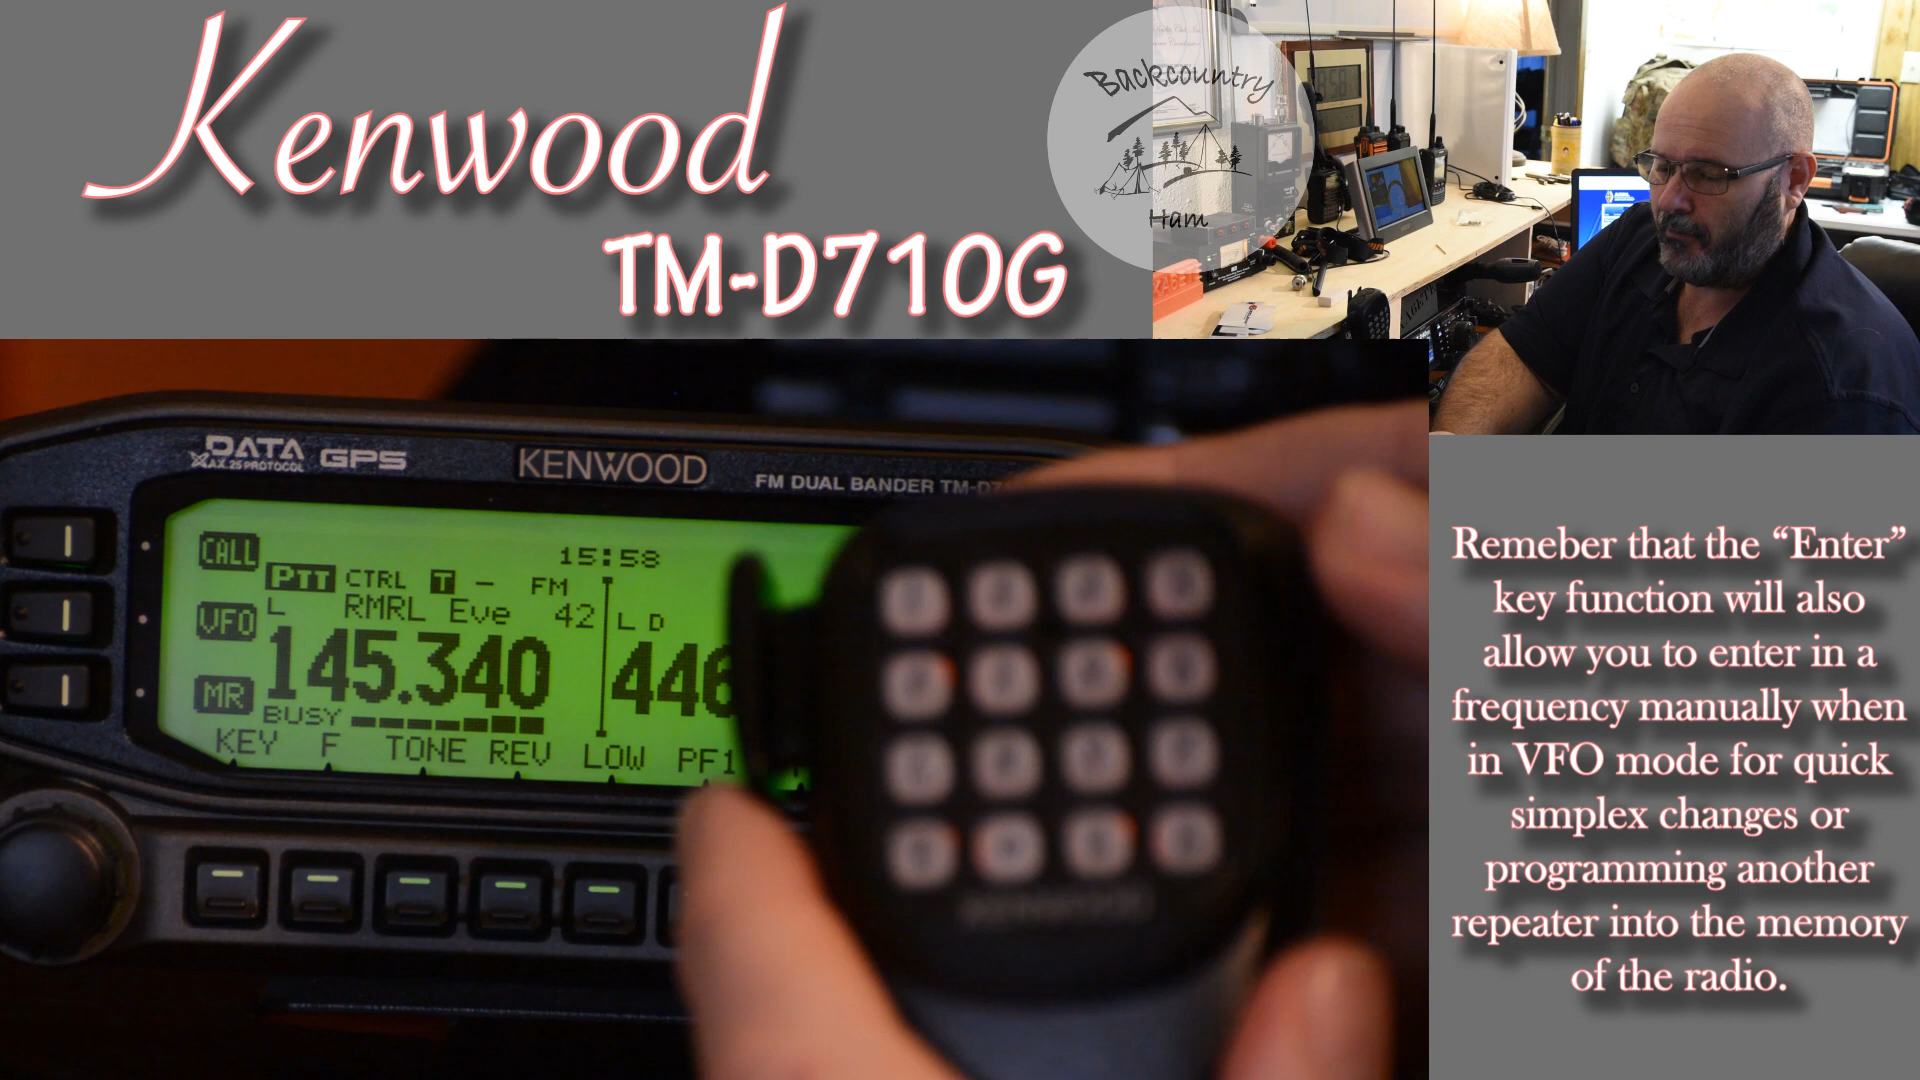 Kenwood
TM-D710G
Backcountry
Ham
DATA GPS
AX.25 PROTOCOL
KENWOOD
FM DUAL BANDER TM-D7
CALL
15:58
PTT CTRL T - FM
L RMRL Eve 42 L D
VFO
145.340 446
MR
BUSY
KEY F TONE REV LOW PF1
Remeber that the “Enter”
key function will also
allow you to enter in a
frequency manually when
in VFO mode for quick
simplex changes or
programming another
repeater into the memory
of the radio.